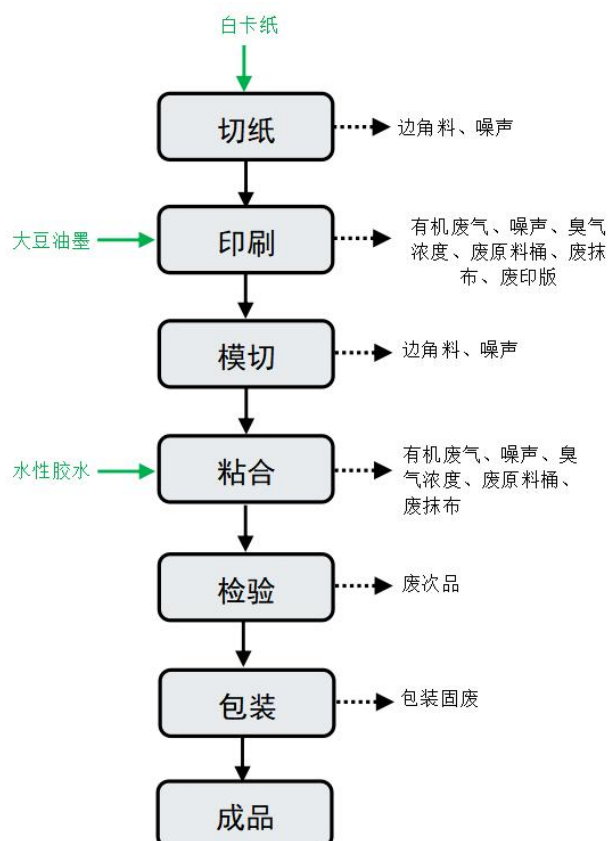 白卡纸
切纸
边角料、噪声
大豆油墨
印刷
有机废气、噪声、臭气
浓度、废原料桶、废抹
布、废印版
模切
边角料、噪声
水性胶水
粘合
有机废气、噪声、臭
气浓度、废原料桶、
废抹布
检验
废次品
包装
包装固废
成品